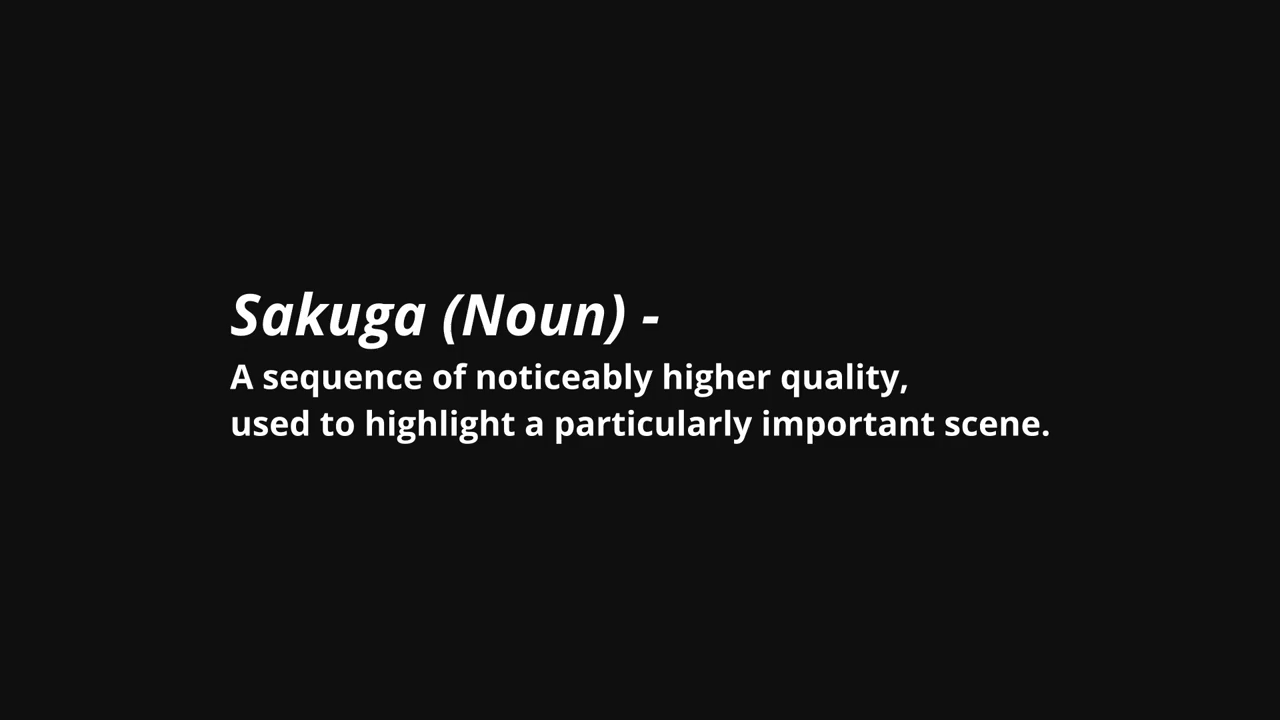 Sakuga (Noun) -
A sequence of noticeably higher quality,
used to highlight a particularly important scene.